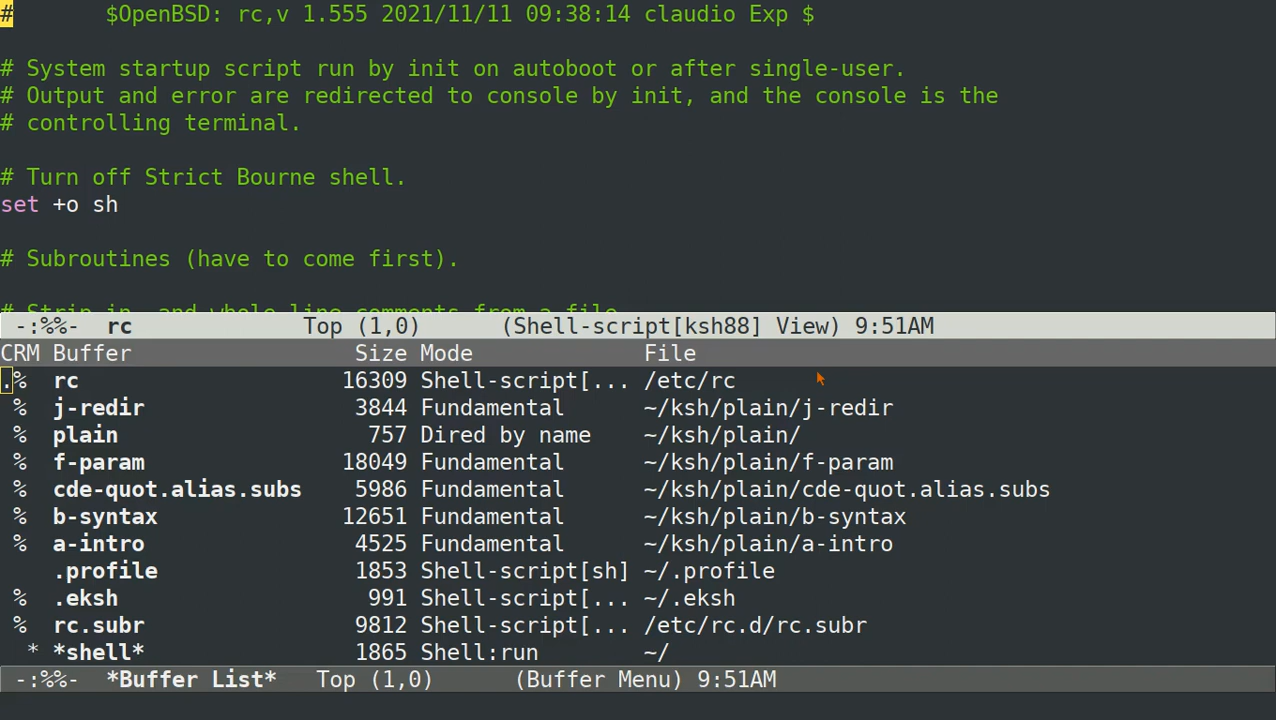 #       $OpenBSD: rc,v 1.555 2021/11/11 09:38:14 claudio Exp $
# System startup script run by init on autoboot or after single-user.
# Output and error are redirected to console by init, and the console is the
# controlling terminal.
# Turn off Strict Bourne shell.
set +o sh
# Subroutines (have to come first).
# Strip in- and whole-line comments from a file.
-:%%-  rc             Top (1,0)      (Shell-script[ksh88] View) 9:51AM
CRM Buffer                 Size Mode            File
.%  rc                    16309 Shell-script[... /etc/rc
 %  j-redir                3844 Fundamental      ~/ksh/plain/j-redir
 %  plain                   757 Dired by name    ~/ksh/plain/
 %  f-param               18049 Fundamental      ~/ksh/plain/f-param
 %  cde-quot.alias.subs    5986 Fundamental      ~/ksh/plain/cde-quot.alias.subs
 %  b-syntax              12651 Fundamental      ~/ksh/plain/b-syntax
 %  a-intro                4525 Fundamental      ~/ksh/plain/a-intro
    .profile               1853 Shell-script[sh] ~/.profile
 %  .eksh                   991 Shell-script[... ~/.eksh
 %  rc.subr                9812 Shell-script[... /etc/rc.d/rc.subr
  * *shell*                1865 Shell:run        ~/
-:%%-  *Buffer List*   Top (1,0)      (Buffer Menu) 9:51AM